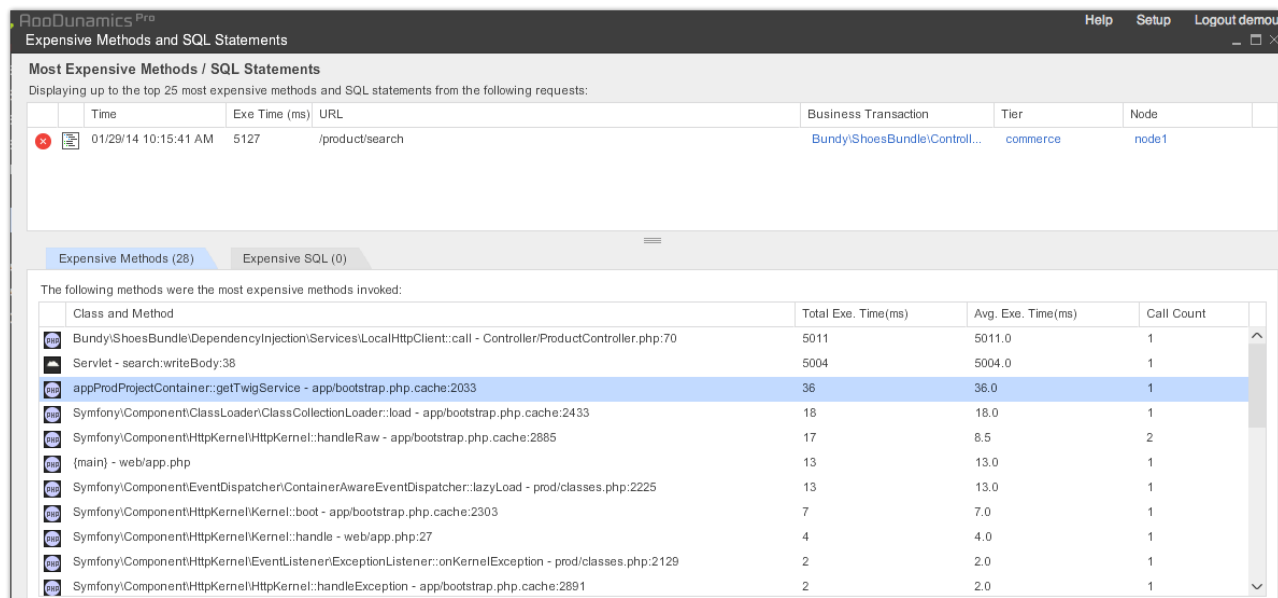 AppDynamics Pro
Help Setup Logout demou
Expensive Methods and SQL Statements
Most Expensive Methods / SQL Statements
Displaying up to the top 25 most expensive methods and SQL statements from the following requests:
Time Exe Time (ms) URL Business Transaction Tier Node
01/29/14 10:15:41 AM 5127 /product/search Bundy\ShoesBundle\Controll... commerce node1
Expensive Methods (28) Expensive SQL (0)
The following methods were the most expensive methods invoked:
Class and Method Total Exe. Time(ms) Avg. Exe. Time(ms) Call Count
PHP Bundy\ShoesBundle\DependencyInjection\Services\LocalHttpClient::call - Controller/ProductController.php:70 5011 5011.0 1
Servlet - search:writeBody:38 5004 5004.0 1
PHP appProdProjectContainer::getTwigService - app/bootstrap.php.cache:2033 36 36.0 1
PHP Symfony\Component\ClassLoader\ClassCollectionLoader::load - app/bootstrap.php.cache:2433 18 18.0 1
PHP Symfony\Component\HttpKernel\HttpKernel::handleRaw - app/bootstrap.php.cache:2885 17 8.5 2
PHP {main} - web/app.php 13 13.0 1
PHP Symfony\Component\EventDispatcher\ContainerAwareEventDispatcher::lazyLoad - prod/classes.php:2225 13 13.0 1
PHP Symfony\Component\HttpKernel\Kernel::boot - app/bootstrap.php.cache:2303 7 7.0 1
PHP Symfony\Component\HttpKernel\Kernel::handle - web/app.php:27 4 4.0 1
PHP Symfony\Component\HttpKernel\EventListener\ExceptionListener::onKernelException - prod/classes.php:2129 2 2.0 1
PHP Symfony\Component\HttpKernel\HttpKernel::handleException - app/bootstrap.php.cache:2891 2 2.0 1